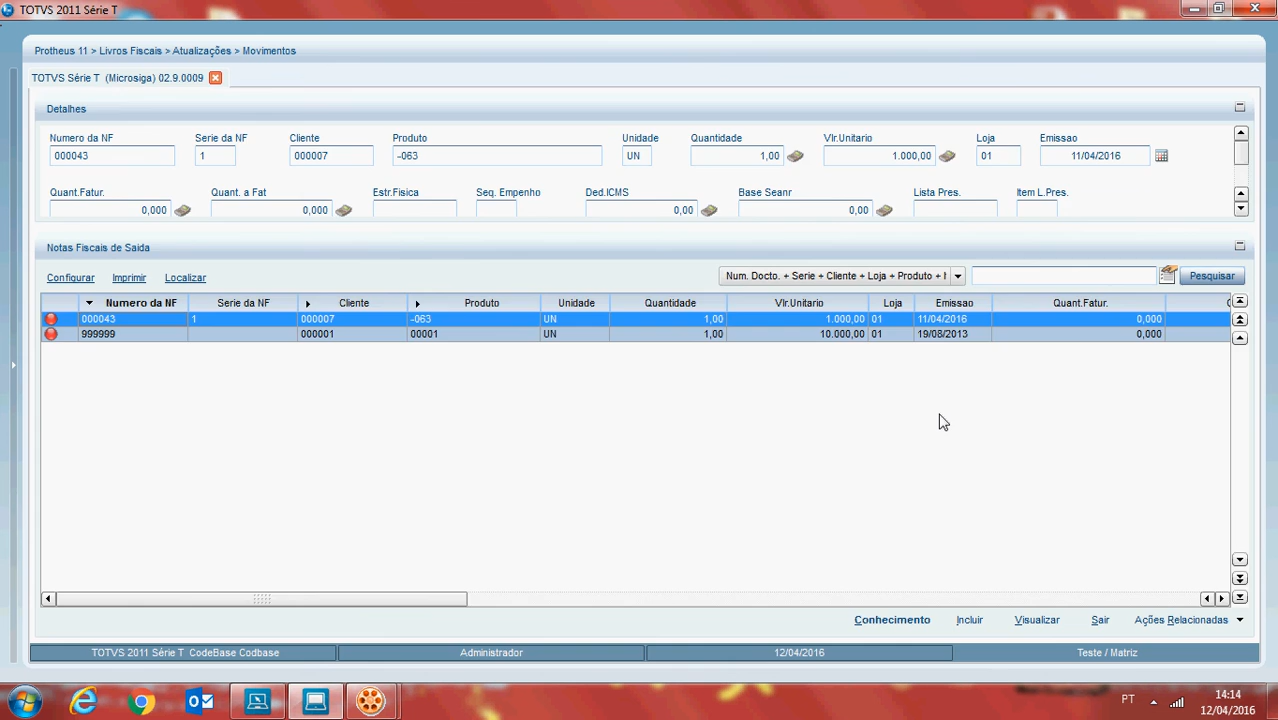 TOTVS 2011 Série T
Protheus 11 > Livros Fiscais > Atualizações > Movimentos
TOTVS Série T (Microsiga) 02.9.0009
Detalhes
Numero da NF Serie da NF Cliente Produto Unidade Quantidade Vlr.Unitario Loja Emissao
000043 1 000007 -063 UN 1,00 1.000,00 01 11/04/2016
Quant.Fatur. Quant. a Fat Estr.Fisica Seq. Empenho Ded.ICMS Base Seanr Lista Pres. Item L.Pres.
0,000 0,000 0,00 0,00
Notas Fiscais de Saida
Configurar Imprimir Localizar Num. Docto. + Serie + Cliente + Loja + Produto + Pesquisar
Numero da NF Serie da NF Cliente Produto Unidade Quantidade Vlr.Unitario Loja Emissao Quant.Fatur.
000043 1 000007 -063 UN 1,00 1.000,00 01 11/04/2016 0,000
999999 000001 00001 UN 1,00 10.000,00 01 19/08/2013 0,000
Conhecimento Incluir Visualizar Sair Ações Relacionadas
TOTVS 2011 Série T CodeBase Codbase Administrador 12/04/2016 Teste / Matriz
PT 14:14
12/04/2016